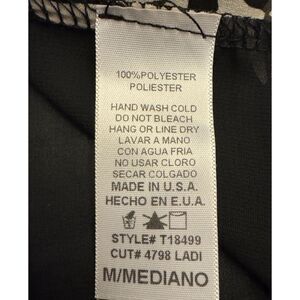 100%POLYESTER
POLIESTER
HAND WASH COLD
DO NOT BLEACH
HANG OR LINE DRY
LAVAR A MANO
CON AGUA FRIA
NO USAR CLORO
SECAR COLGADO
MADE IN U.S.A.
HECHO EN E.U.A.
STYLE# T18499
CUT# 4798 LADI
M/MEDIANO